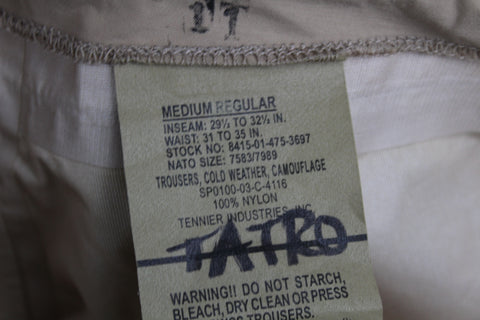 IT
MEDIUM REGULAR
INSEAM: 29½ TO 32½ IN.
WAIST: 31 TO 35 IN.
STOCK NO: 8415-01-475-3697
NATO SIZE: 7583/7989
TROUSERS, COLD WEATHER, CAMOUFLAGE
SP0100-03-C-4116
100% NYLON
TENNIER INDUSTRIES, INC.
TATRO
WARNING!! DO NOT STARCH,
BLEACH, DRY CLEAN OR PRESS
TROUSERS.